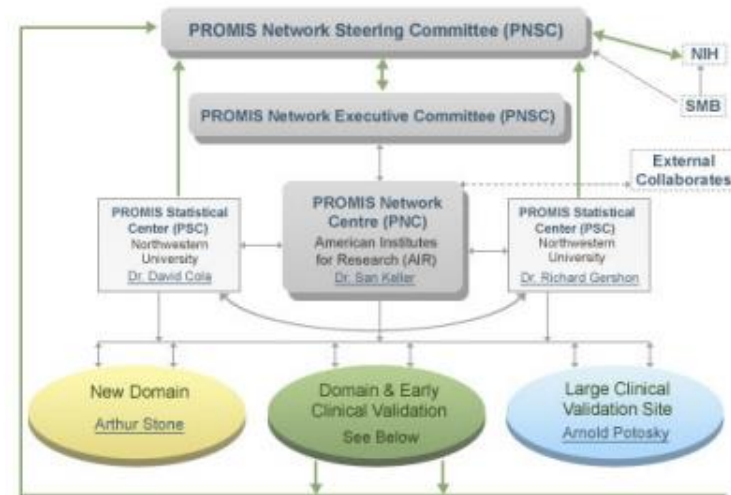 PROMIS Network Steering Committee (PNSC)
NIH
SMB
PROMIS Network Executive Committee (PNSC)
External
Collaborates
PROMIS Statistical
Center (PSC)
Northwestern
University
Dr. David Cola
PROMIS Network
Centre (PNC)
American Institutes
for Research (AIR)
Dr. San Keller
PROMIS Statistical
Center (PSC)
Northwestern
University
Dr. Richard Gershon
New Domain
Arthur Stone
Domain & Early
Clinical Validation
See Below
Large Clinical
Validation Site
Arnold Potosky